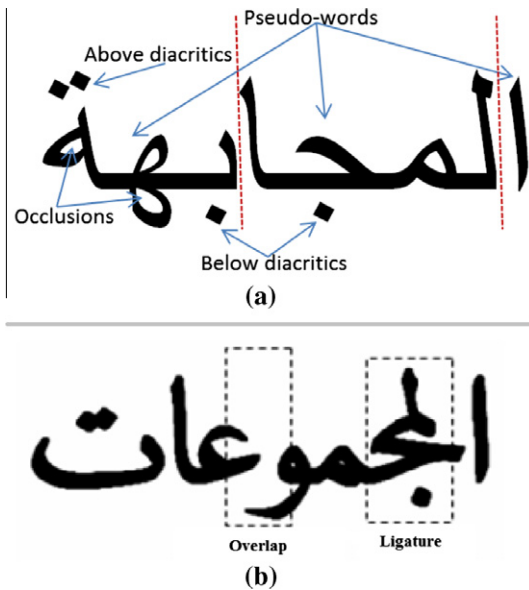 Pseudo-words
Above diacritics
المجابهة
Occlusions
Below diacritics
(a)
المجموعات
Overlap Ligature
(b)